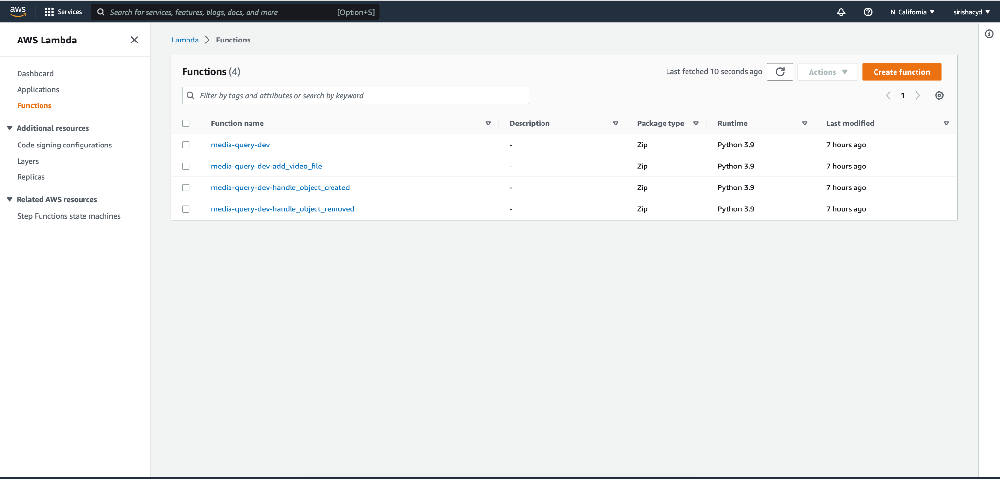 aws Services Search for services, features, blogs, docs, and more [Option+S] N. California sirishacyd
AWS Lambda
Dashboard
Applications
Functions
Additional resources
Code signing configurations
Layers
Replicas
Related AWS resources
Step Functions state machines
Lambda Functions
Functions (4) Last fetched 10 seconds ago Actions Create function
Filter by tags and attributes or search by keyword 1
Function name Description Package type Runtime Last modified
media-query-dev - Zip Python 3.9 7 hours ago
media-query-dev-add_video_file - Zip Python 3.9 7 hours ago
media-query-dev-handle_object_created - Zip Python 3.9 7 hours ago
media-query-dev-handle_object_removed - Zip Python 3.9 7 hours ago